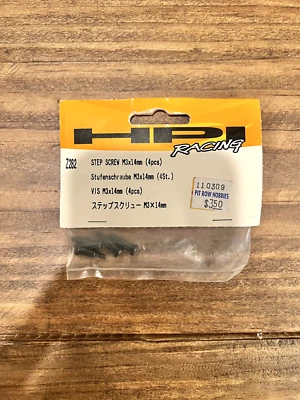 HPI
RACING
Z282
STEP SCREW M3x14mm (4pcs)
Stufenschraube M3x14mm (4St.)
VIS M3x14mm (4pcs)
ステップスクリュー M3×14mm
110309
PIT ROW HOBBIES
$350